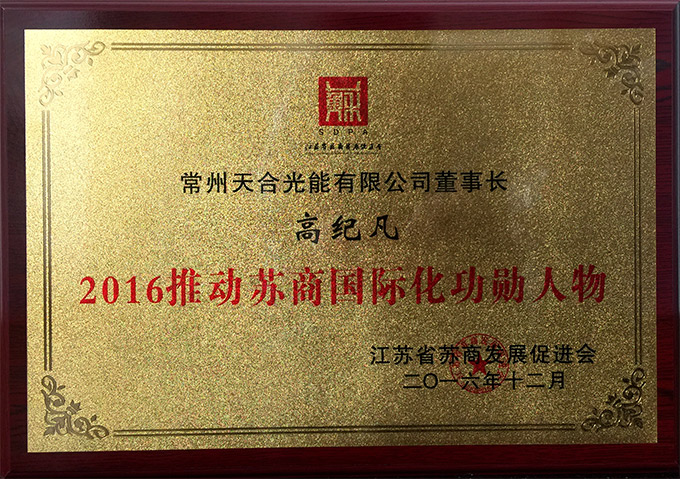 SDPA
常州天合光能有限公司董事长
高纪凡
2016推动苏商国际化功勋人物
江苏省苏商发展促进会
二〇一六年十二月